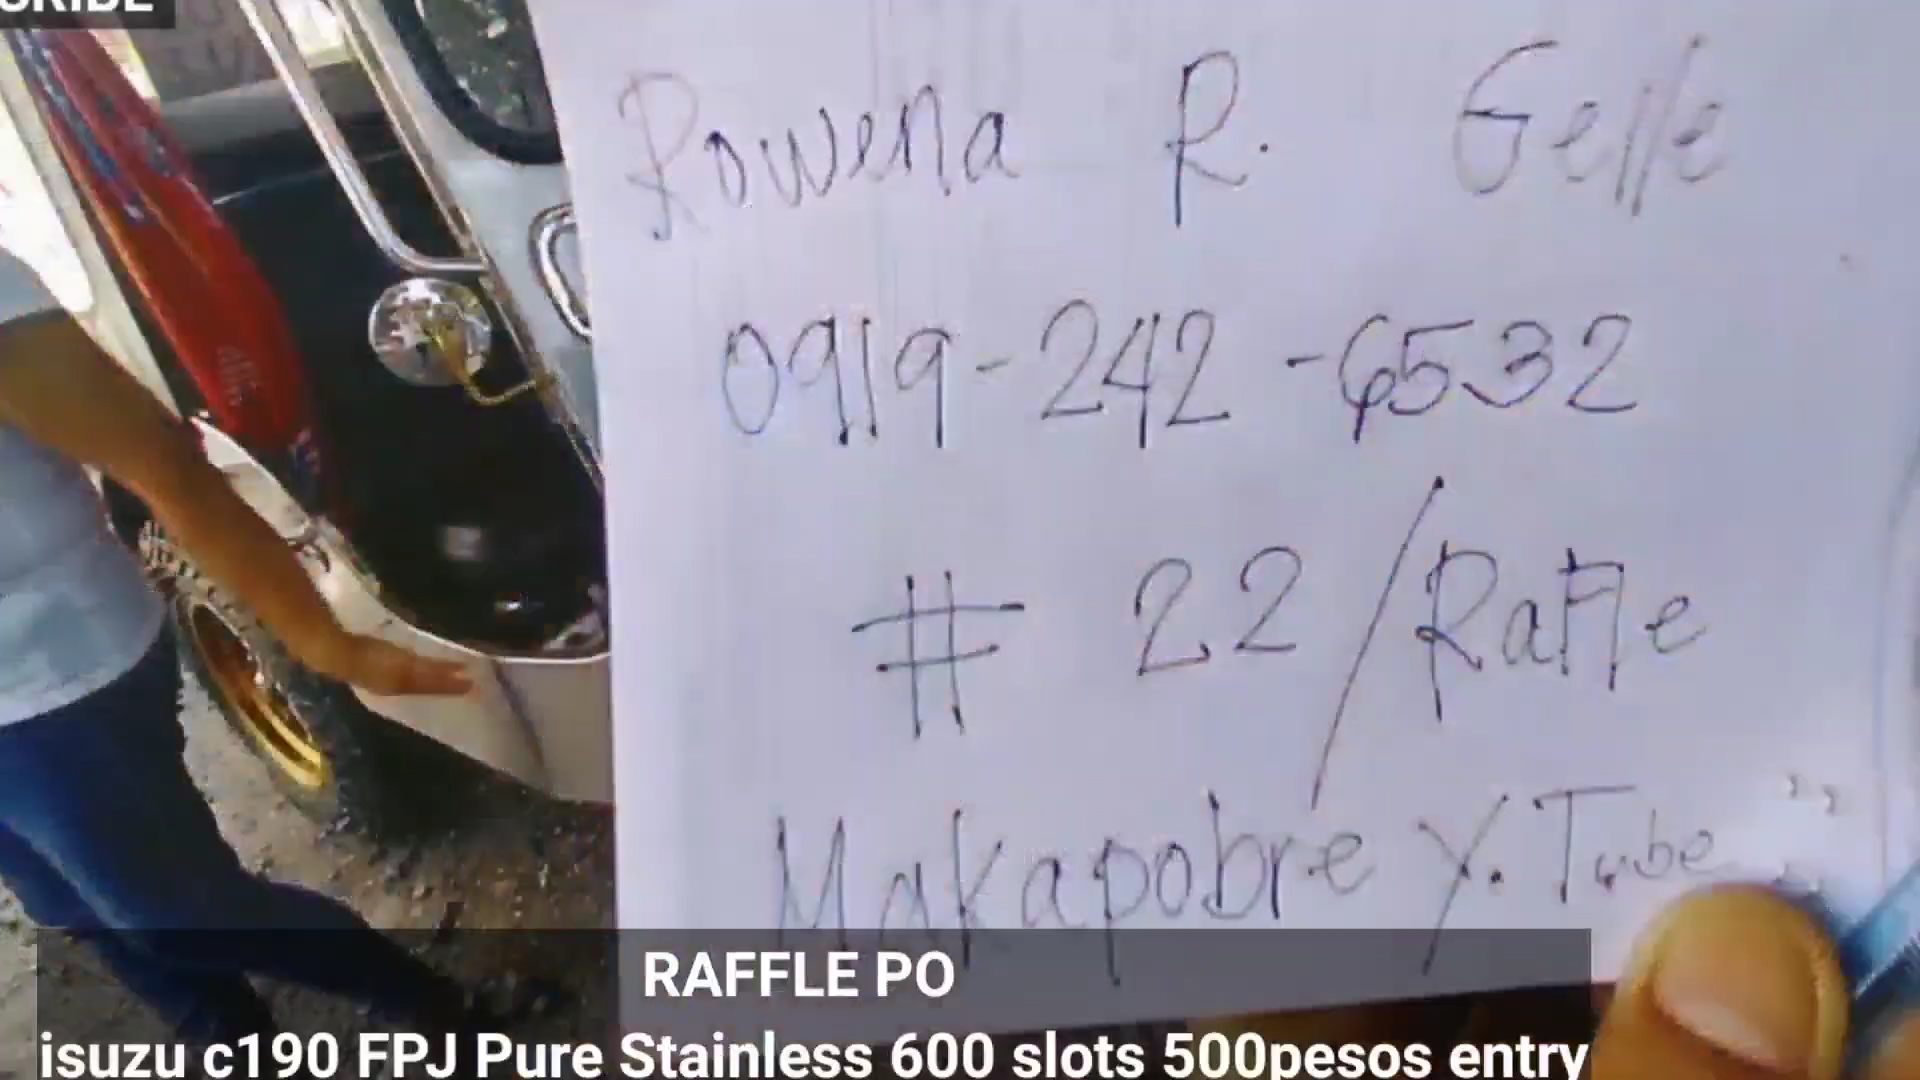 CRIBE
Rowena R. Gelle
0919-242-6532
# 22/Raffle
Makapobre Y. Tube
RAFFLE PO
isuzu c190 FPJ Pure Stainless 600 slots 500pesos entry